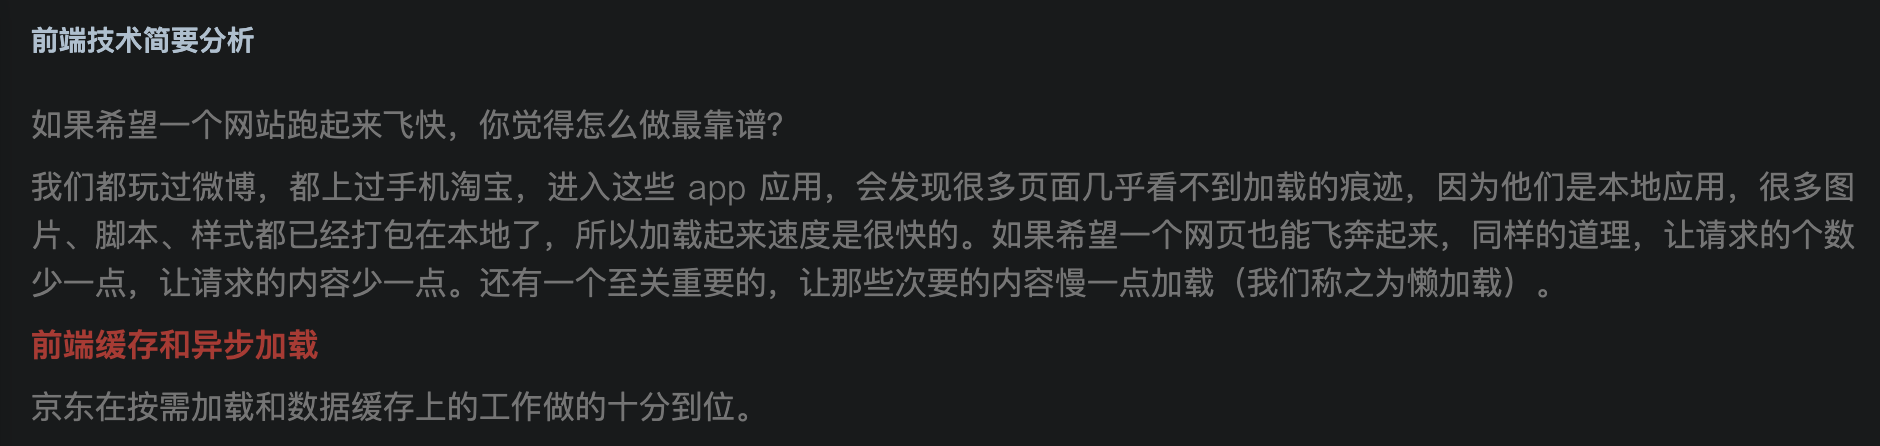 前端技术简要分析
如果希望一个网站跑起来飞快，你觉得怎么做最靠谱？
我们都玩过微博，都上过手机淘宝，进入这些 app 应用，会发现很多页面几乎看不到加载的痕迹，因为他们是本地应用，很多图
片、脚本、样式都已经打包在本地了，所以加载起来速度是很快的。如果希望一个网页也能飞奔起来，同样的道理，让请求的个数
少一点，让请求的内容少一点。还有一个至关重要的，让那些次要的内容慢一点加载（我们称之为懒加载）。
前端缓存和异步加载
京东在按需加载和数据缓存上的工作做的十分到位。